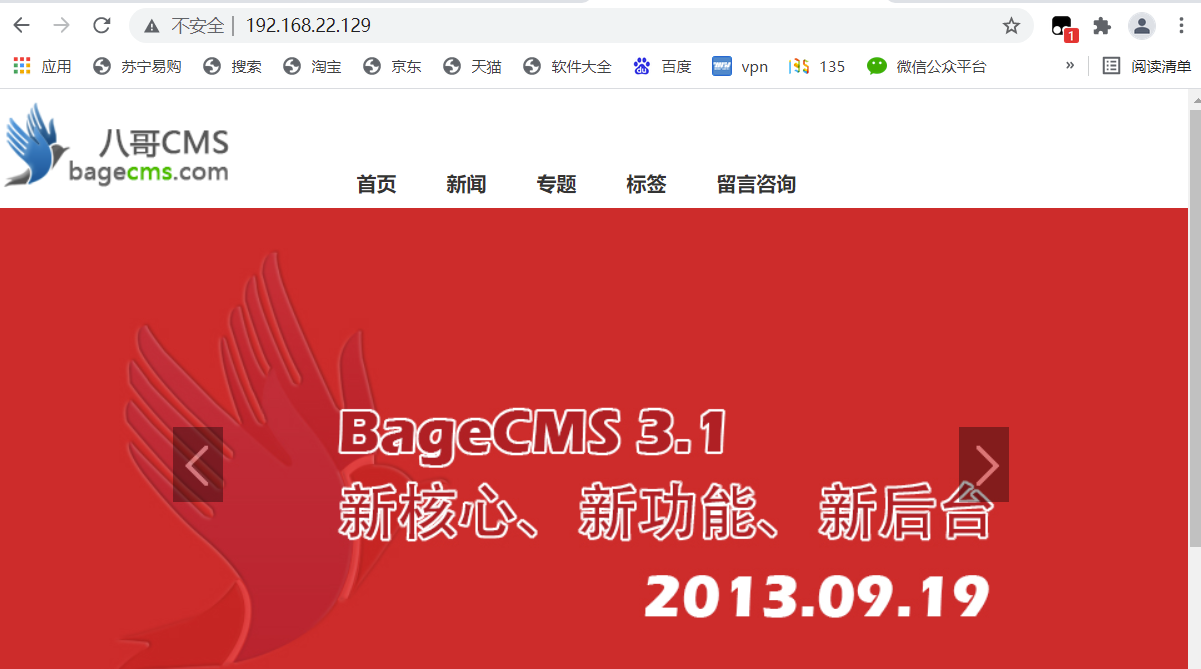 不安全 | 192.168.22.129
1
应用 苏宁易购 搜索 淘宝 京东 天猫 软件大全 百度 vpn 135 微信公众平台 » 阅读清单
八哥CMS
bagecms.com
首页 新闻 专题 标签 留言咨询
BageCMS 3.1
新核心、新功能、新后台
2013.09.19